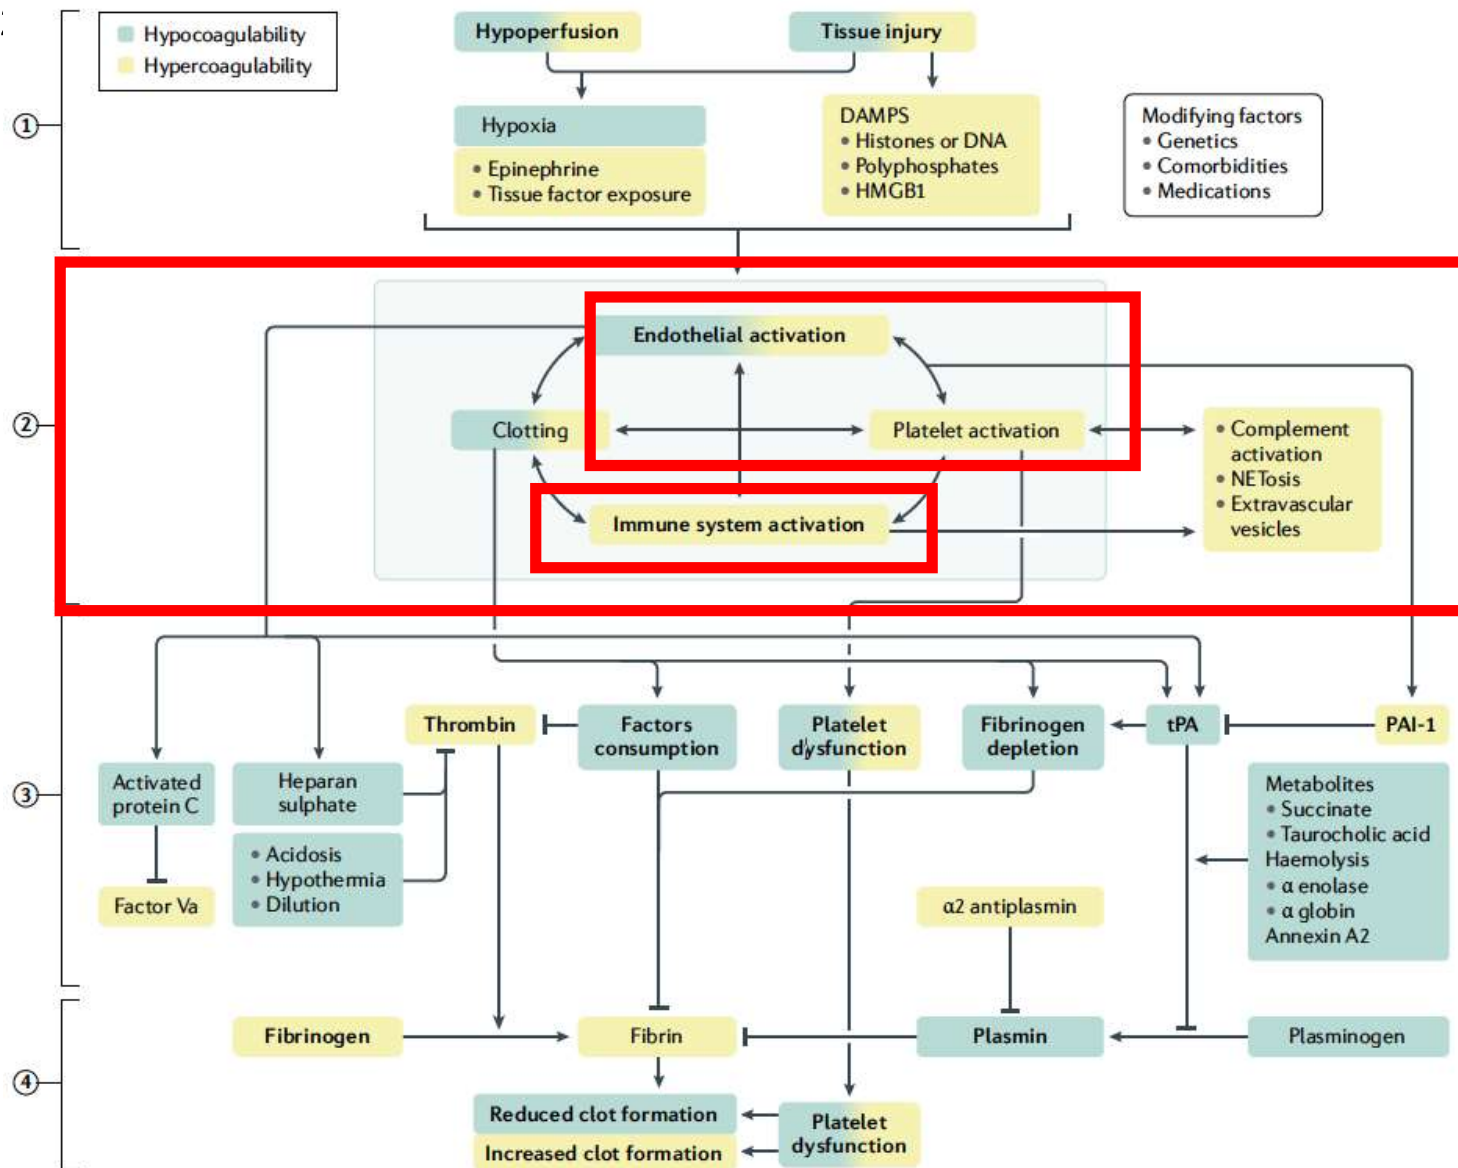 Hypocoagulability
Hypercoagulability
Hypoperfusion
Tissue injury
①
Hypoxia
• Epinephrine
• Tissue factor exposure
DAMPS
• Histones or DNA
• Polyphosphates
• HMGB1
Modifying factors
• Genetics
• Comorbidities
• Medications
②
Endothelial activation
Clotting
Platelet activation
Immune system activation
• Complement
activation
• NETosis
• Extravascular
vesicles
③
Thrombin
Factors
consumption
Platelet
dysfunction
Fibrinogen
depletion
tPA
PAI-1
Activated
protein C
Heparan
sulphate
• Acidosis
• Hypothermia
• Dilution
Factor Va
Metabolites
• Succinate
• Taurocholic acid
Haemolysis
• α enolase
• α globin
Annexin A2
α2 antiplasmin
④
Fibrinogen
Fibrin
Plasmin
Plasminogen
Reduced clot formation
Increased clot formation
Platelet
dysfunction